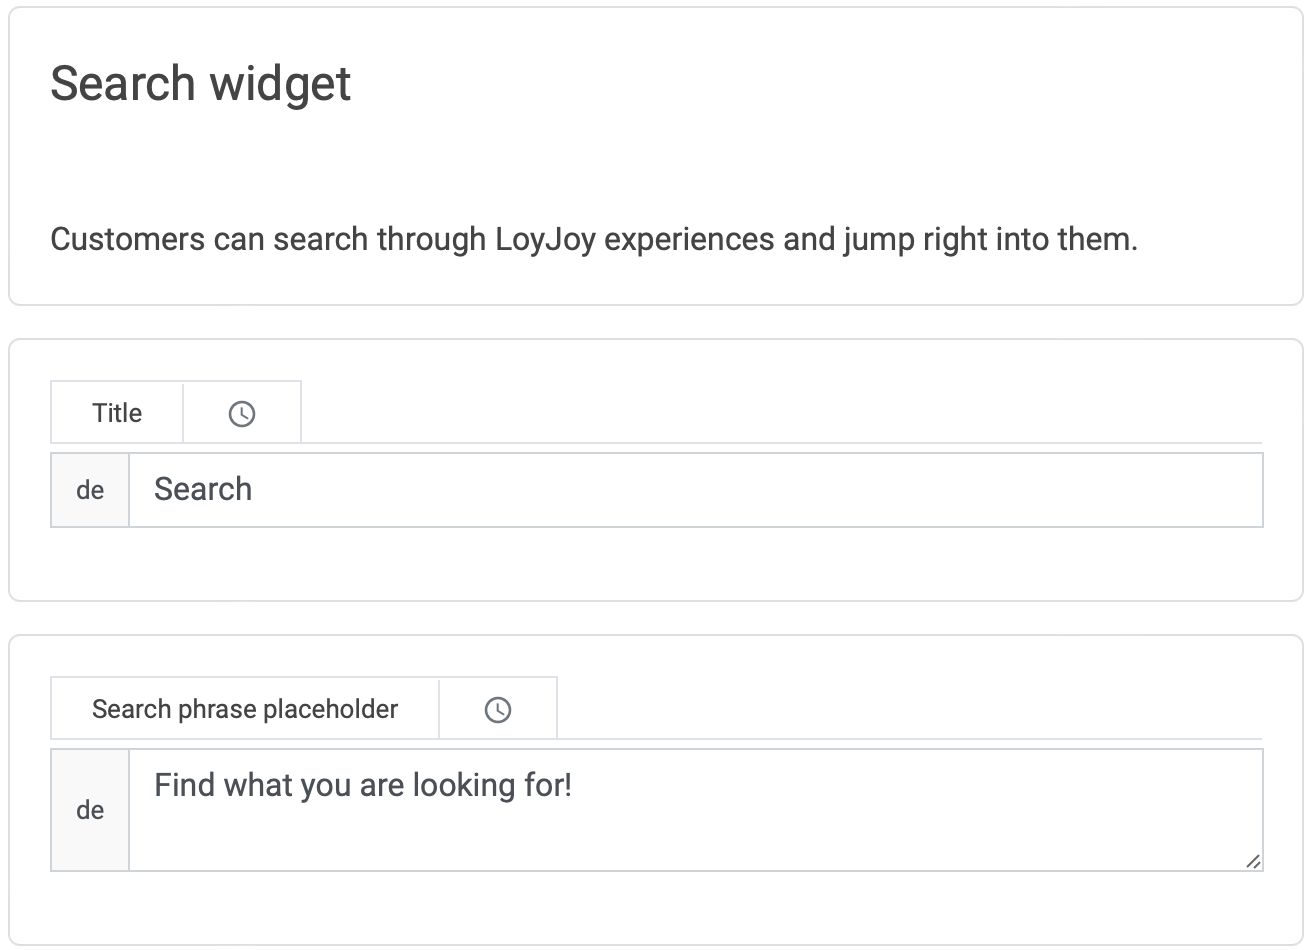 Search widget
Customers can search through LoyJoy experiences and jump right into them.
Title
de
Search
Search phrase placeholder
de
Find what you are looking for!